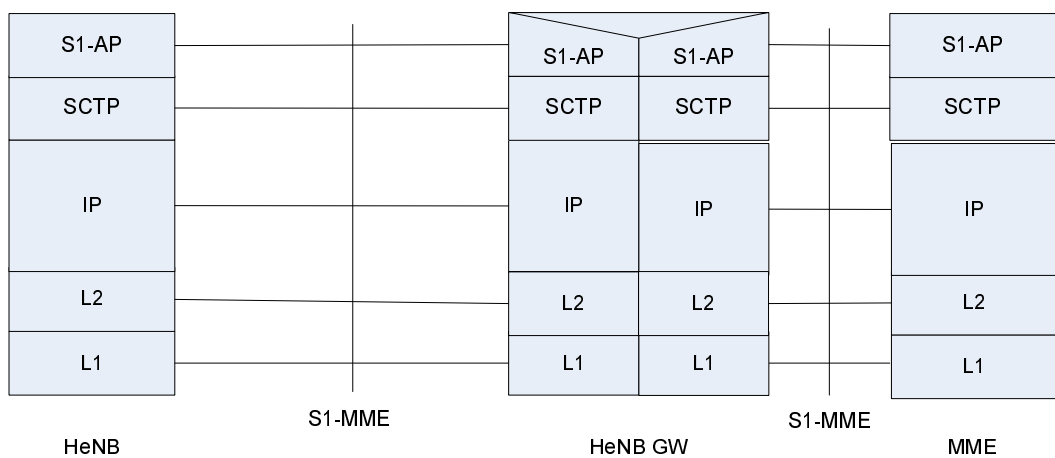 S1-AP
S1-AP S1-AP
S1-AP
SCTP
SCTP SCTP
SCTP
IP
IP IP
IP
L2
L2 L2
L2
L1
L1 L1
L1
S1-MME
S1-MME
HeNB
HeNB GW
MME